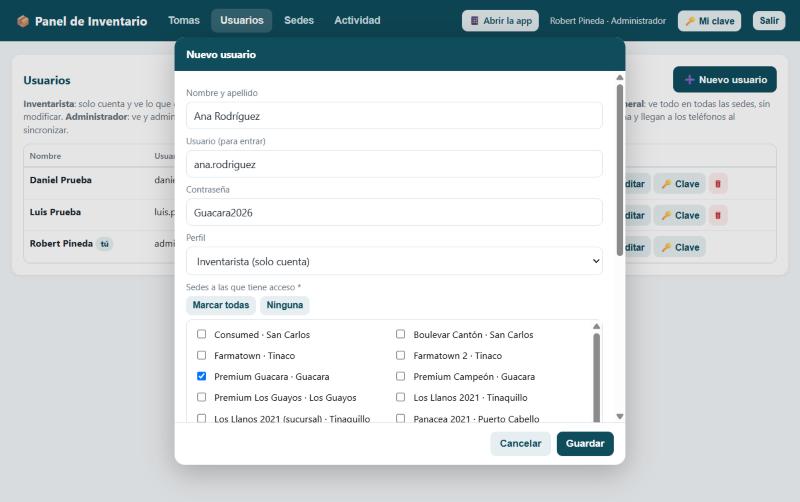 Panel de Inventario
Tomas
Usuarios
Sedes
Actividad
Abrir la app
Robert Pineda · Administrador
Mi clave
Salir
Nuevo usuario
Usuarios
Nuevo usuario
Inventarista: solo cuenta y ve lo que
ve todo en todas las sedes, sin
modificar. Administrador: ve y
y llegan a los teléfonos al
sincronizar.
Nombre
Daniel Prueba
Clave
Luis Prueba
Clave
Robert Pineda tú
Clave
Nombre y apellido
Ana Rodríguez
Usuario (para entrar)
ana.rodriguez
Contraseña
Guacara2026
Perfil
Inventarista (solo cuenta)
Sedes a las que tiene acceso *
Marcar todas
Ninguna
Consumed · San Carlos
Boulevar Cantón · San Carlos
Farmatown · Tinaco
Farmatown 2 · Tinaco
Premium Guacara · Guacara
Premium Campeón · Guacara
Premium Los Guayos · Los Guayos
Los Llanos 2021 · Tinaquillo
Los Llanos 2021 (sucursal) · Tinaquillo
Panacea 2021 · Puerto Cabello
Cancelar
Guardar